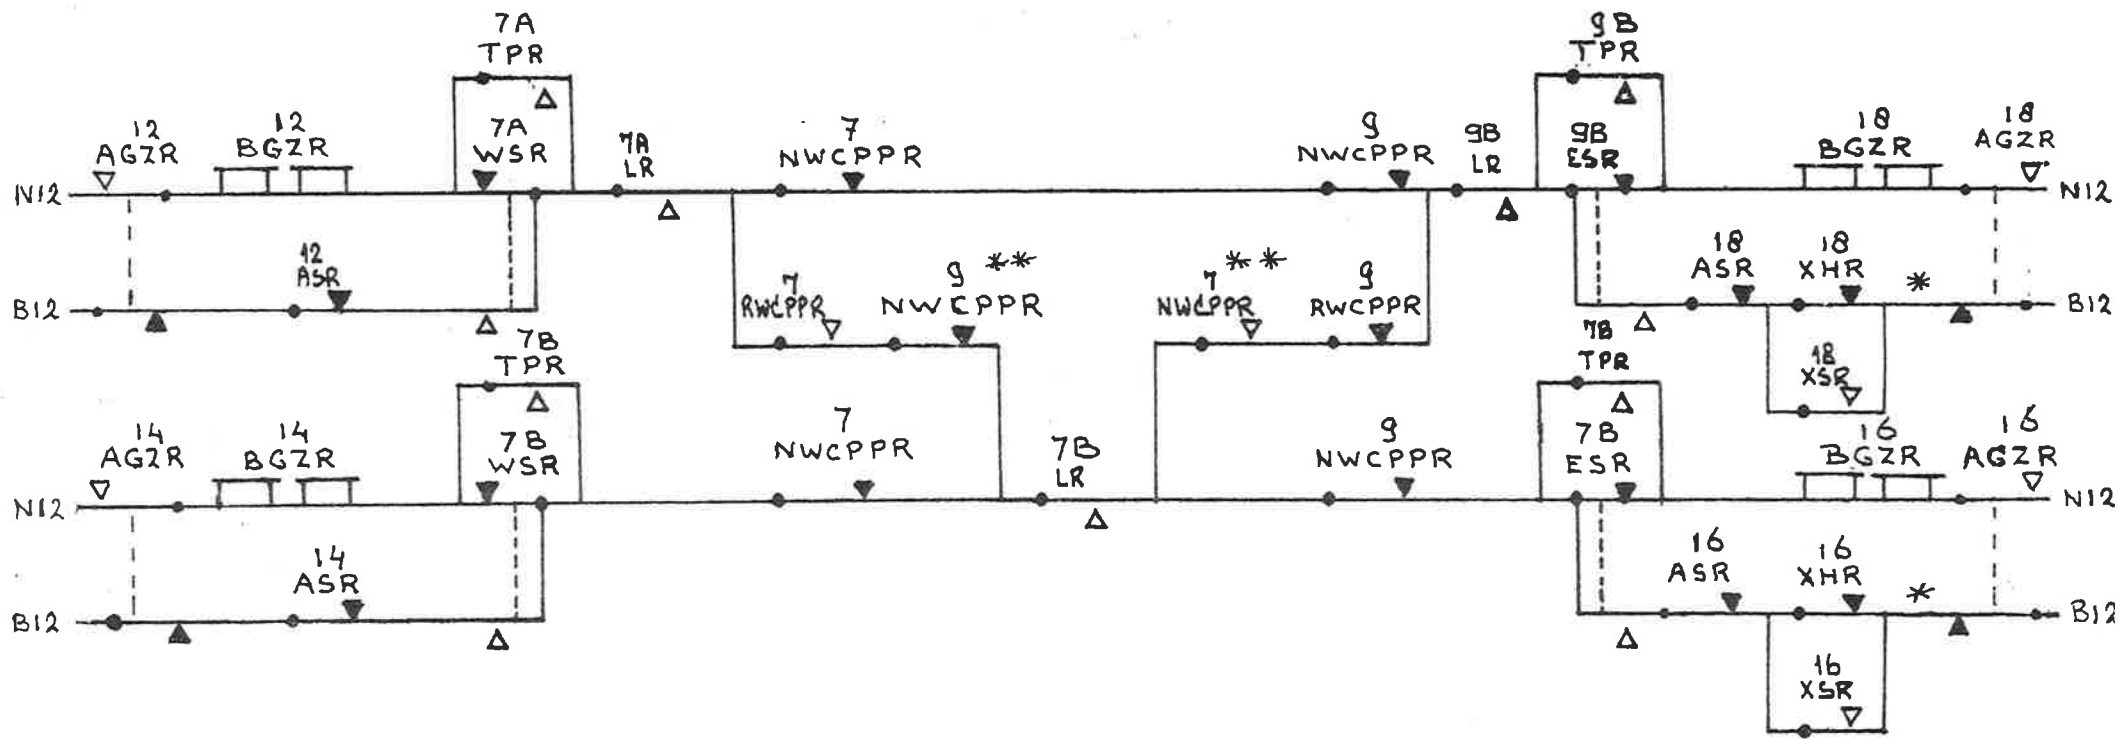 7A
TPR
9B
TPR
12
AGZR
12
BGZR
7A
WSR
7A
LR
7
NWCPPR
9
NWCPPR
9B
LR
9B
ESR
18
BGZR
18
AGZR
N12
N12
12
ASR
7
RWCPPR
9 **
NWCPPR
7 **
NWCPPR
9
RWCPPR
18
ASR
18
XHR
*
B12
B12
7B
TPR
7B
TPR
18
XSR
14
AGZR
14
BGZR
7B
WSR
7
NWCPPR
7B
LR
9
NWCPPR
7B
ESR
16
BGZR
16
AGZR
N12
N12
14
ASR
16
ASR
16
XHR
*
B12
B12
16
XSR